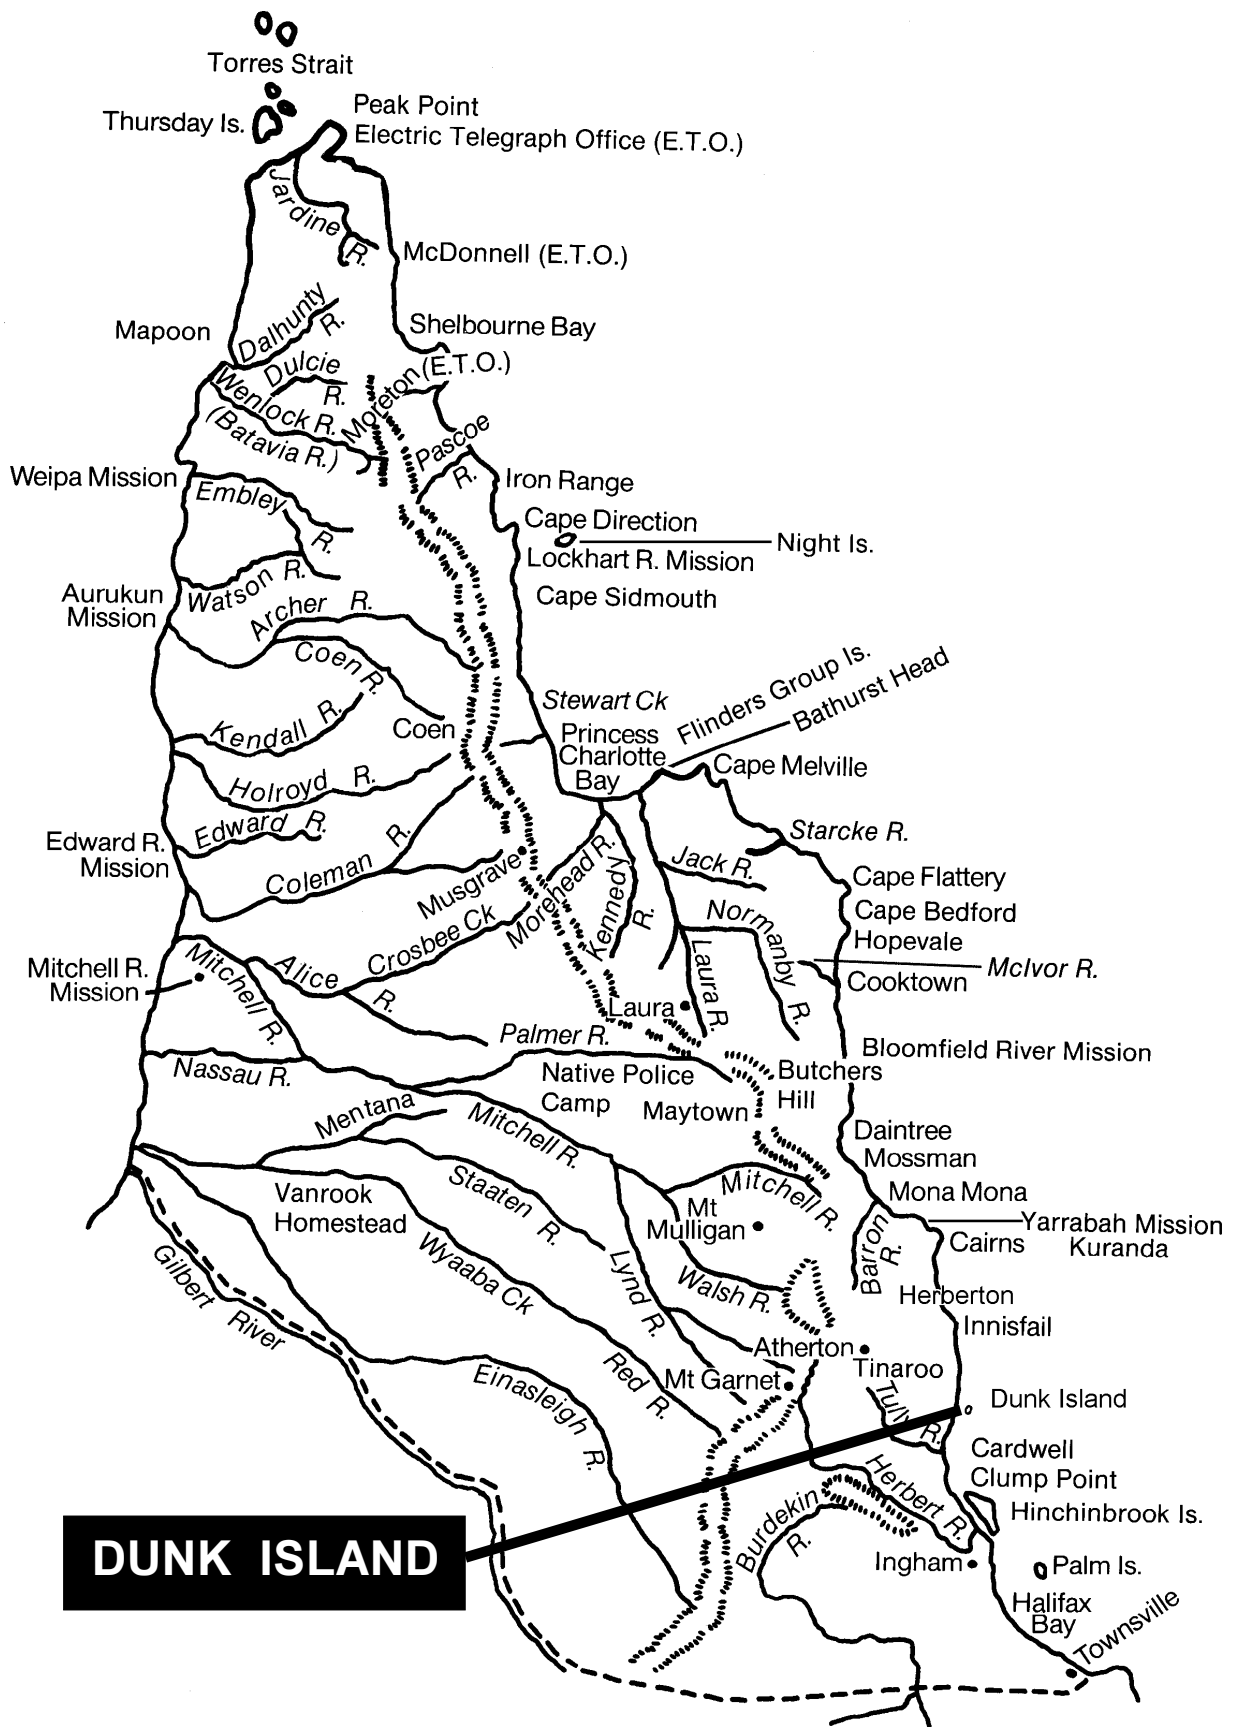 Torres Strait
Peak Point
Thursday Is.
Electric Telegraph Office (E.T.O.)
Jardine
R.
McDonnell (E.T.O.)
Dalhunty
R.
Mapoon
Shelbourne Bay
Dulcie
R.
Moreton (E.T.O.)
Wenlock R.
(Batavia R.)
Pascoe
R.
Weipa Mission
Iron Range
Embley
R.
Cape Direction
Night Is.
Lockhart R. Mission
Watson R.
Aurukun
Mission
Cape Sidmouth
Archer R.
Coen R.
Flinders Group Is.
Bathurst Head
Stewart Ck
Kendall R.
Coen
Princess
Charlotte
Bay
Cape Melville
Holroyd R.
Edward R.
Starcke R.
Edward R.
Mission
Coleman R.
Musgrave
Morehead R.
Kennedy
R.
Jack R.
Cape Flattery
Crosbee Ck
Normanby
R.
Cape Bedford
Hopevale
Mitchell R.
Mission
Mitchell R.
Alice
R.
Laura R.
McIvor R.
Cooktown
Laura
Palmer R.
Bloomfield River Mission
Nassau R.
Native Police
Camp
Maytown
Butchers
Hill
Mentana
Mitchell R.
Daintree
Mossman
Staaten R.
Mitchell R.
Mona Mona
Vanrook
Homestead
Mt
Mulligan
Barron
R.
Yarrabah Mission
Kuranda
Cairns
Wyaaba Ck
Gilbert River
Lynd R.
Walsh R.
Herberton
Innisfail
Atherton
Tinaroo
Red R.
Mt Garnet
Einasleigh R.
Tully
R.
Dunk Island
Cardwell
Clump Point
Herbert R.
Hinchinbrook Is.
Burdekin
R.
DUNK ISLAND
Ingham
Palm Is.
Halifax
Bay
Townsville